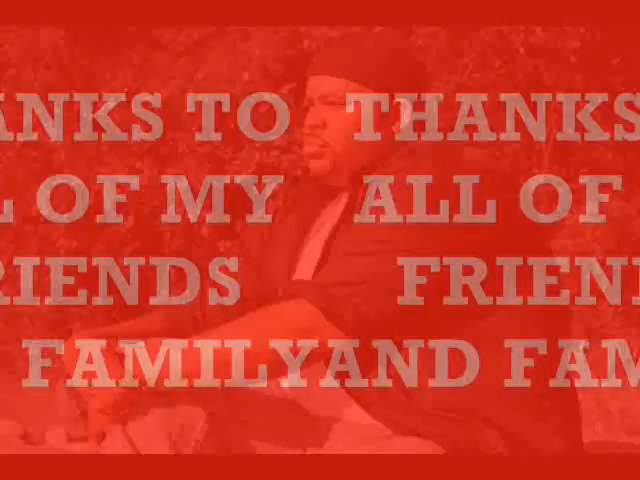 ANKS TO THANKS
L OF MY ALL OF
RIENDS FRIEN
FAMILYAND FAM